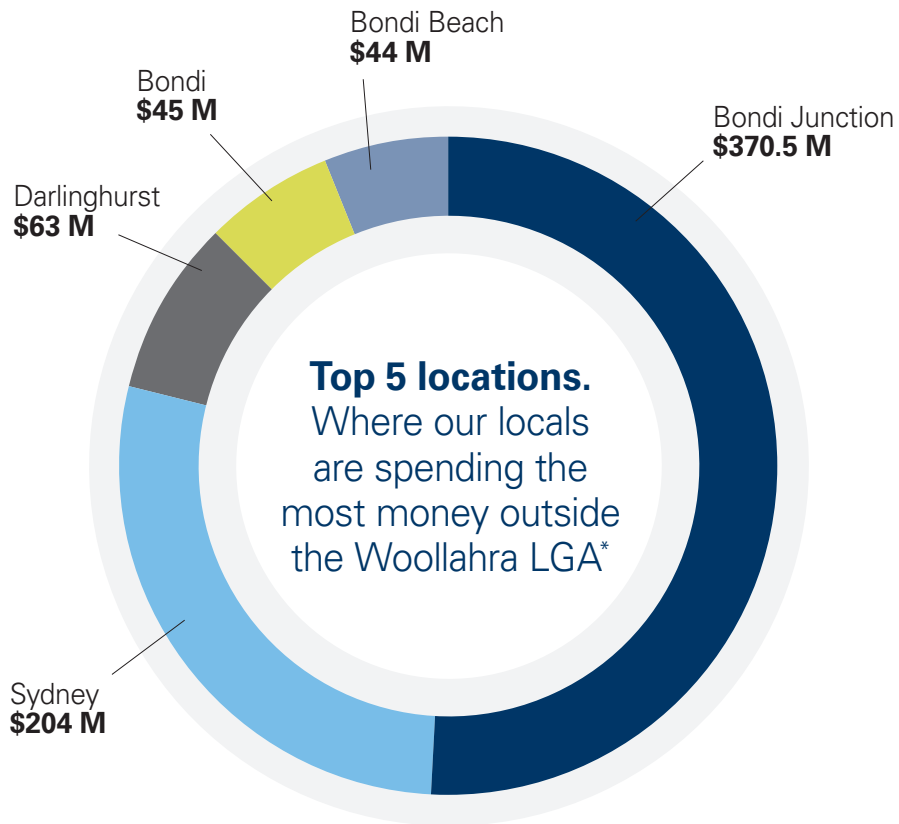 Bondi Beach
$44 M
Bondi
$45 M
Bondi Junction
$370.5 M
Darlinghurst
$63 M
Top 5 locations.
Where our locals
are spending the
most money outside
the Woollahra LGA*
Sydney
$204 M